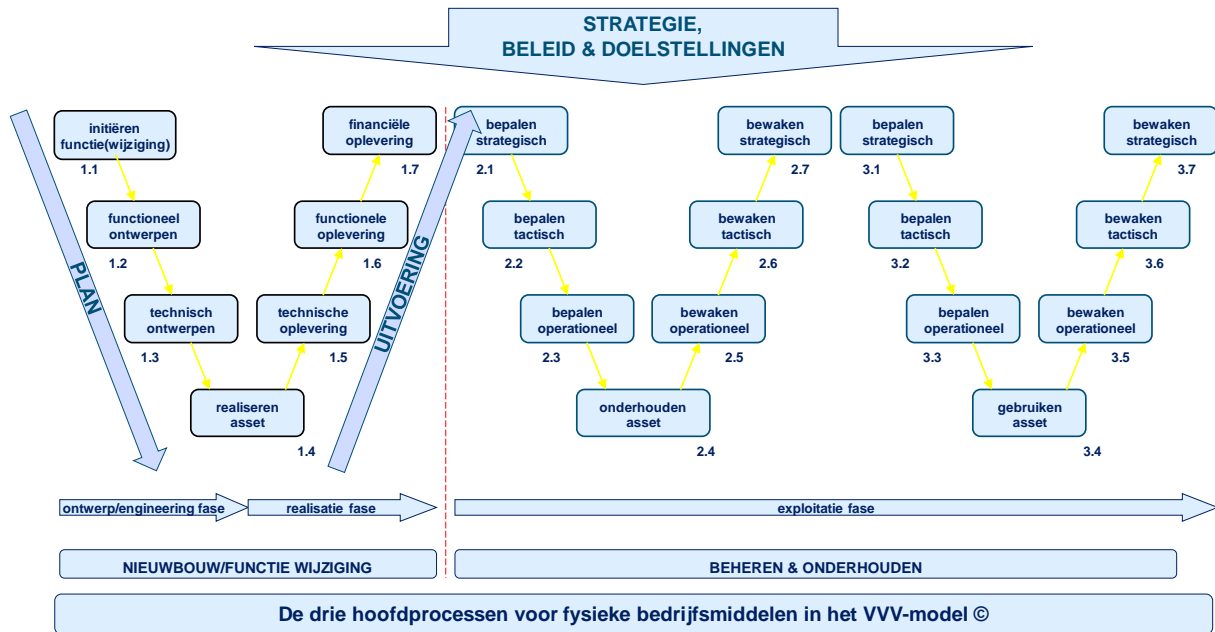 STRATEGIE,
BELEID & DOELSTELLINGEN
initiëren
functie(wijziging)
1.1
functioneel
ontwerpen
1.2
technisch
ontwerpen
1.3
realiseren
asset
1.4
technische
oplevering
1.5
functionele
oplevering
1.6
financiële
oplevering
1.7
PLAN
UITVOERING
bepalen
strategisch
2.1
bepalen
tactisch
2.2
bepalen
operationeel
2.3
onderhouden
asset
2.4
bewaken
operationeel
2.5
bewaken
tactisch
2.6
bewaken
strategisch
2.7
bepalen
strategisch
3.1
bepalen
tactisch
3.2
bepalen
operationeel
3.3
gebruiken
asset
3.4
bewaken
operationeel
3.5
bewaken
tactisch
3.6
bewaken
strategisch
3.7
ontwerp/engineering fase
realisatie fase
exploitatie fase
NIEUWBOUW/FUNCTIE WIJZIGING
BEHEREN & ONDERHOUDEN
De drie hoofdprocessen voor fysieke bedrijfsmiddelen in het VVV-model ©